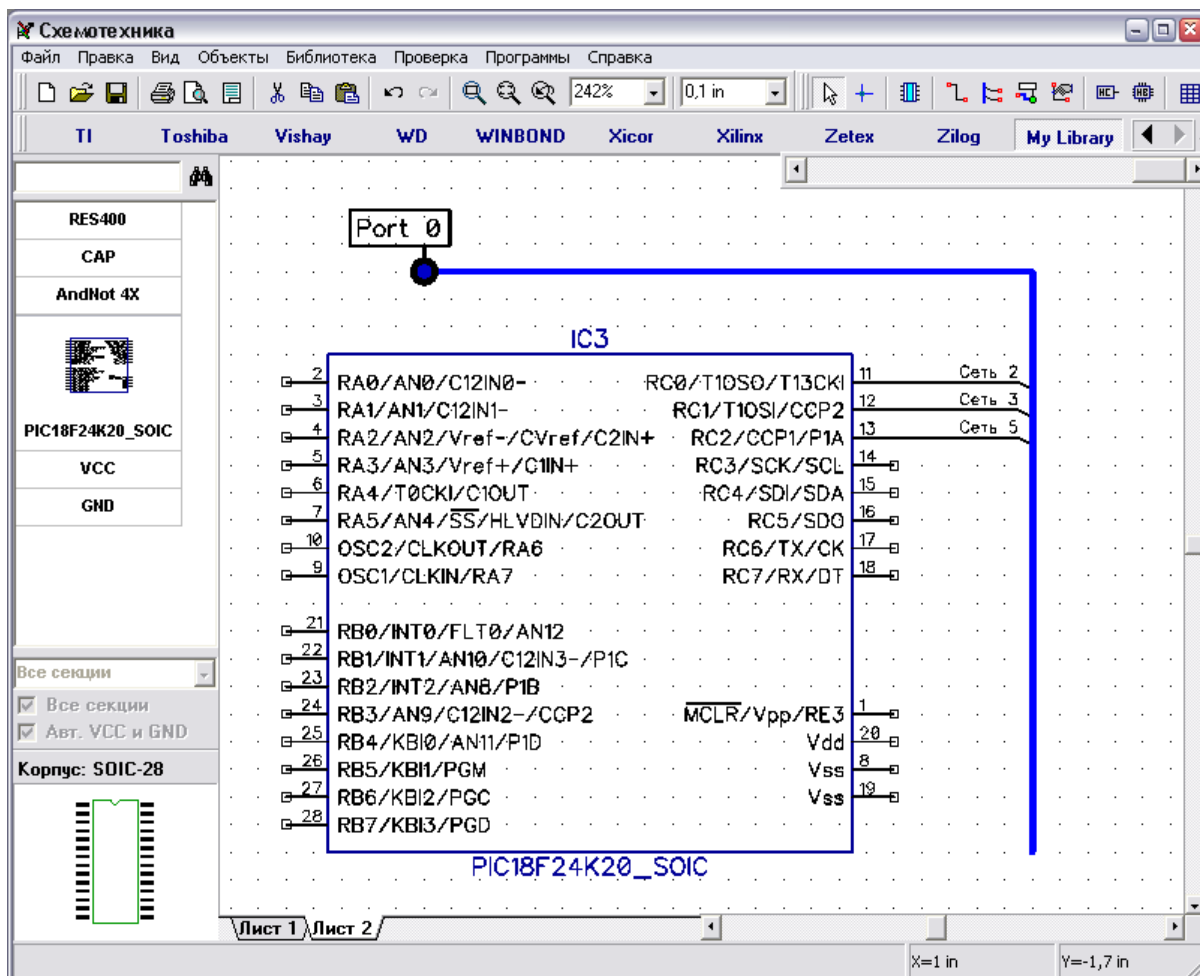 Схемотехника
Файл Правка Вид Объекты Библиотека Проверка Программы Справка
242% 0,1 in
TI Toshiba Vishay WD WINBOND Xicor Xilinx Zetex Zilog My Library
RES400
CAP
AndNot 4X
PIC18F24K20_SOIC
VCC
GND
Все секции
Все секции
Авт. VCC и GND
Корпус: SOIC-28
Port 0
IC3
2 RA0/AN0/C12IN0- RC0/T1OSO/T13CKI 11 Сеть 2
3 RA1/AN1/C12IN1- RC1/T1OSI/CCP2 12 Сеть 3
4 RA2/AN2/Vref-/CVref/C2IN+ RC2/CCP1/P1A 13 Сеть 5
5 RA3/AN3/Vref+/C1IN+ RC3/SCK/SCL 14
6 RA4/T0CKI/C1OUT RC4/SDI/SDA 15
7 RA5/AN4/SS/HLVDIN/C2OUT RC5/SDO 16
10 OSC2/CLKOUT/RA6 RC6/TX/CK 17
9 OSC1/CLKIN/RA7 RC7/RX/DT 18
21 RB0/INT0/FLT0/AN12
22 RB1/INT1/AN10/C12IN3-/P1C
23 RB2/INT2/AN8/P1B
24 RB3/AN9/C12IN2-/CCP2 MCLR/Vpp/RE3 1
25 RB4/KBI0/AN11/P1D Vdd 20
26 RB5/KBI1/PGM Vss 8
27 RB6/KBI2/PGC Vss 19
28 RB7/KBI3/PGD
PIC18F24K20_SOIC
Лист 1 Лист 2
X=1 in Y=-1,7 in